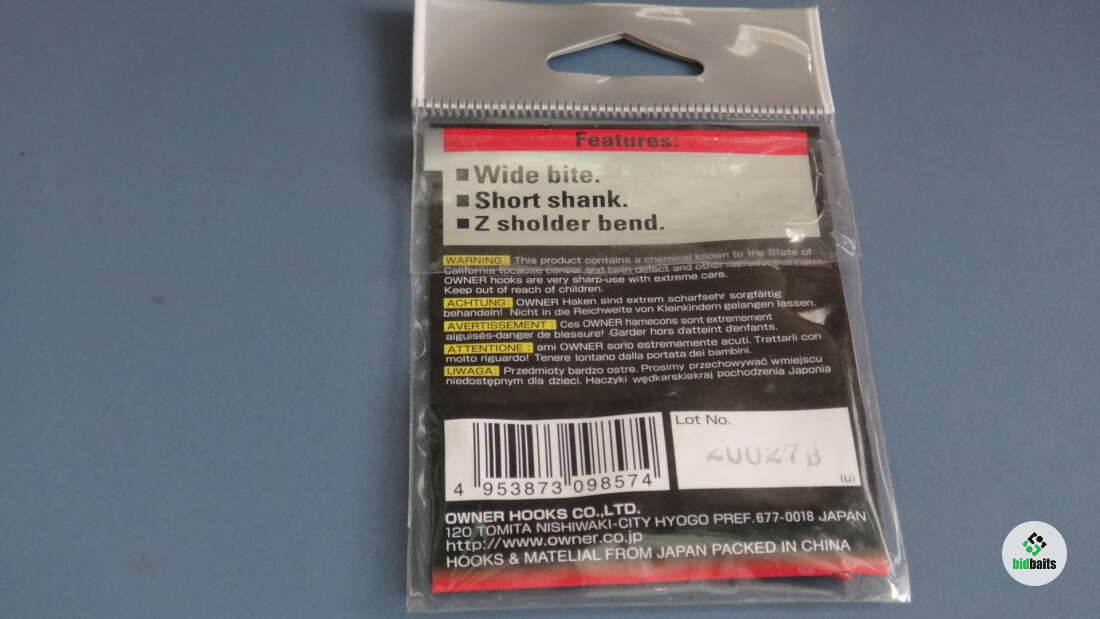 Features:
▪ Wide bite.
▪ Short shank.
▪ Z sholder bend.
WARNING: This product contains a chemical known to the State of
California tocause cancer and birth defect and other reproductive harm.
OWNER hooks are very sharp-use with extreme care.
Keep out of reach of children.
ACHTUNG: OWNER Haken sind extrem scharfsehr sorgfältig
behandeln! Nicht in die Reichweite von Kleinkindern gelangen lassen.
AVERTISSEMENT: Ces OWNER hamecons sont extremement
aiguisés-danger de blessure! Garder hors d'atteint d'enfants.
ATTENTIONE: ami OWNER sono estremamente acuti. Trattarli con
molto riguardo! Tenere lontano dalla portata dei bambini.
UWAGA: Przedmioty bardzo ostre. Prosimy przechowywać wmiejscu
niedostępnym dla dzieci. Haczyki wędkarskiekraj pochodzenia Japonia
Lot No.
20027B
(u)
4 953873 098574
OWNER HOOKS CO.,LTD.
120 TOMITA NISHIWAKI-CITY HYOGO PREF.677-0018 JAPAN
http://www.owner.co.jp
HOOKS & MATELIAL FROM JAPAN PACKED IN CHINA
bidbaits